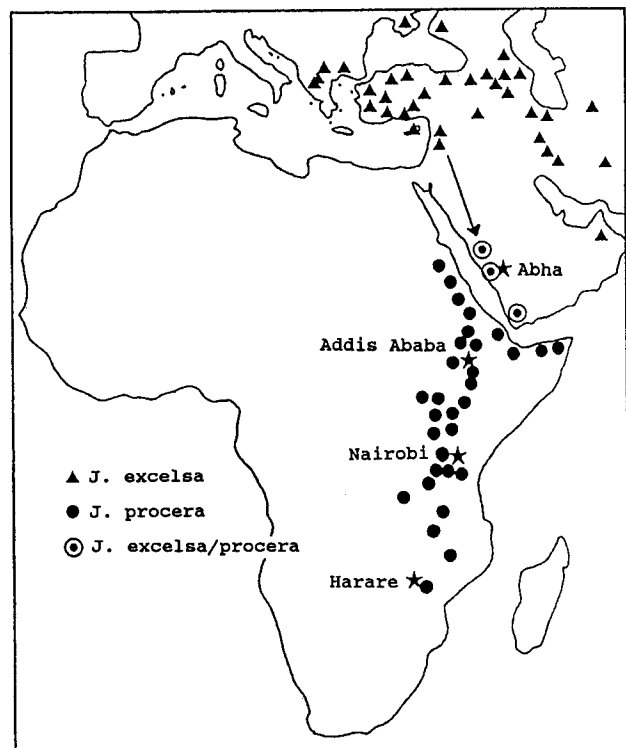 Abha
Addis Ababa
Nairobi
▲ J. excelsa
● J. procera
◉ J. excelsa/procera
Harare